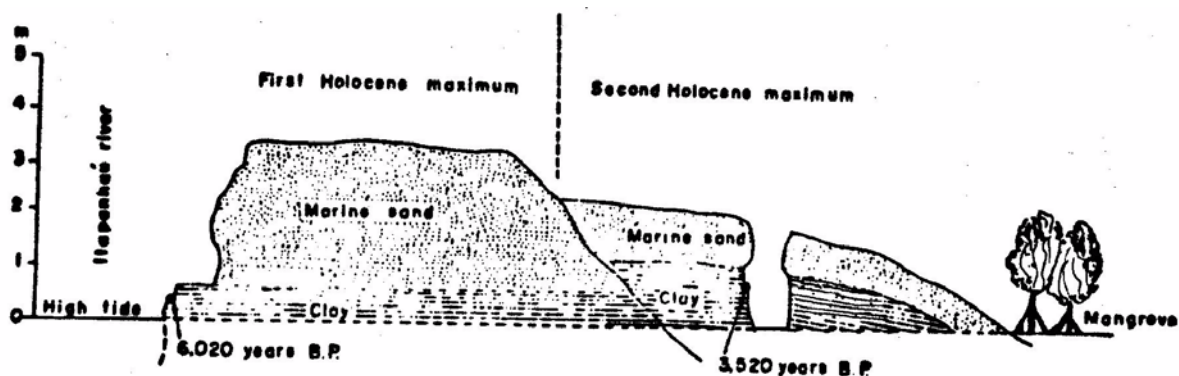 m
5
4
3
2
1
0
Itapanhaú river
First Holocene maximum
Second Holocene maximum
Marine sand
Marine sand
Clay
Clay
High tide
Mangrove
6,020 years B.P.
3,520 years B.P.